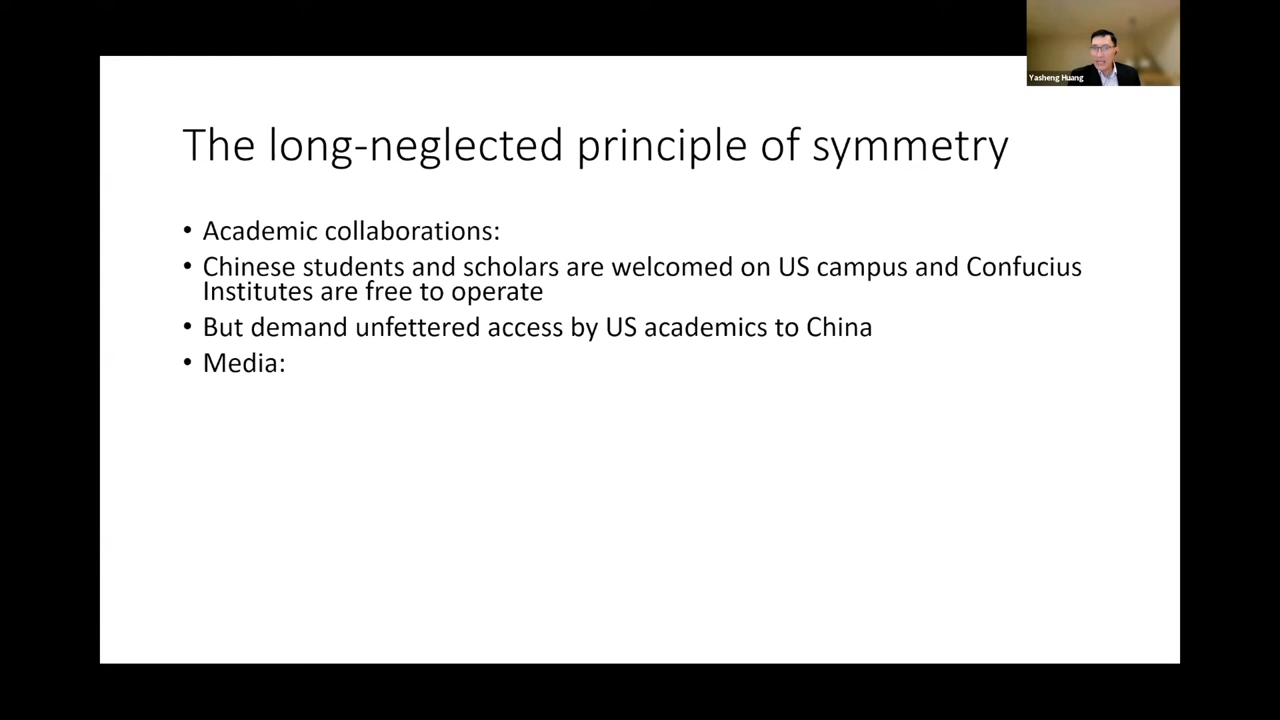 Yasheng Huang
The long-neglected principle of symmetry
• Academic collaborations:
• Chinese students and scholars are welcomed on US campus and Confucius
Institutes are free to operate
• But demand unfettered access by US academics to China
• Media: